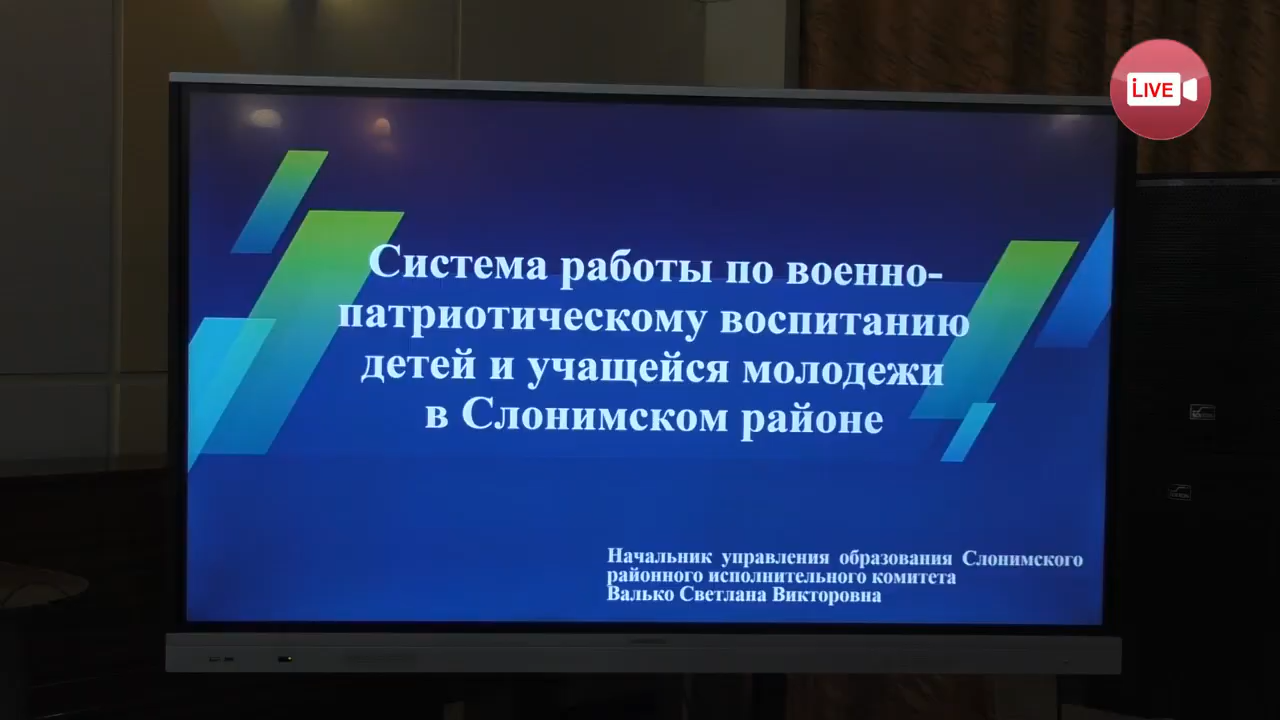 LIVE
Система работы по военно-
патриотическому воспитанию
детей и учащейся молодежи
в Слонимском районе
Начальник управления образования Слонимского
районного исполнительного комитета
Валько Светлана Викторовна